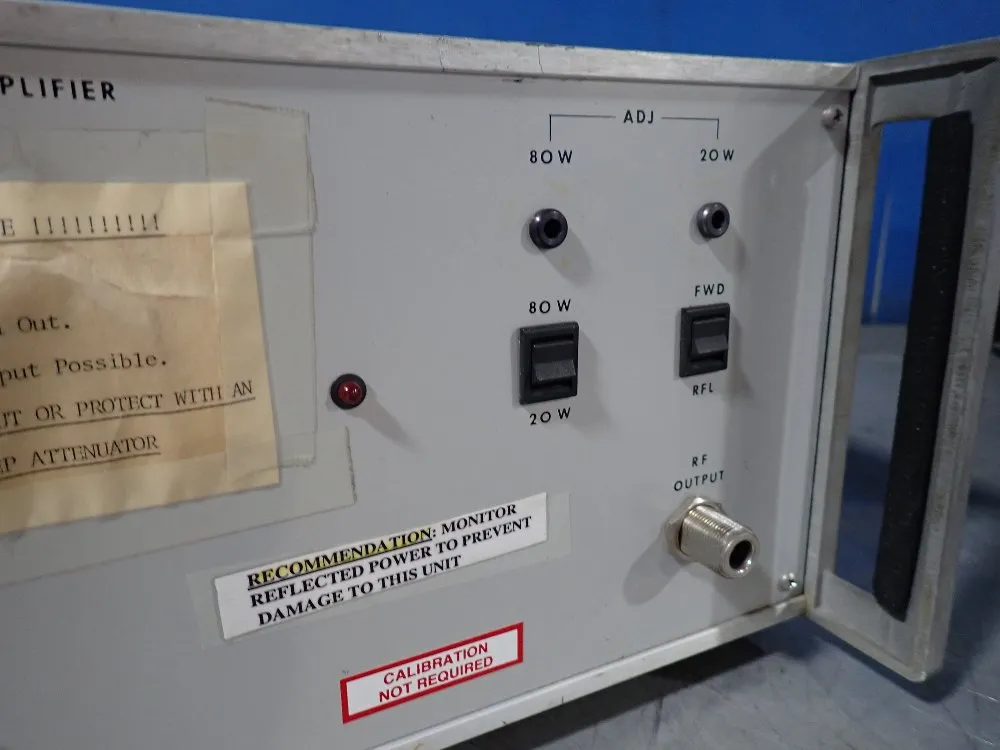 PLIFIER
ADJ
80 W
20 W
E !!!!!!!!!!!
Out.
put Possible.
UT OR PROTECT WITH AN
EP ATTENUATOR
80 W
20 W
FWD
RFL
RF
OUTPUT
RECOMMENDATION: MONITOR
REFLECTED POWER TO PREVENT
DAMAGE TO THIS UNIT
CALIBRATION
NOT REQUIRED